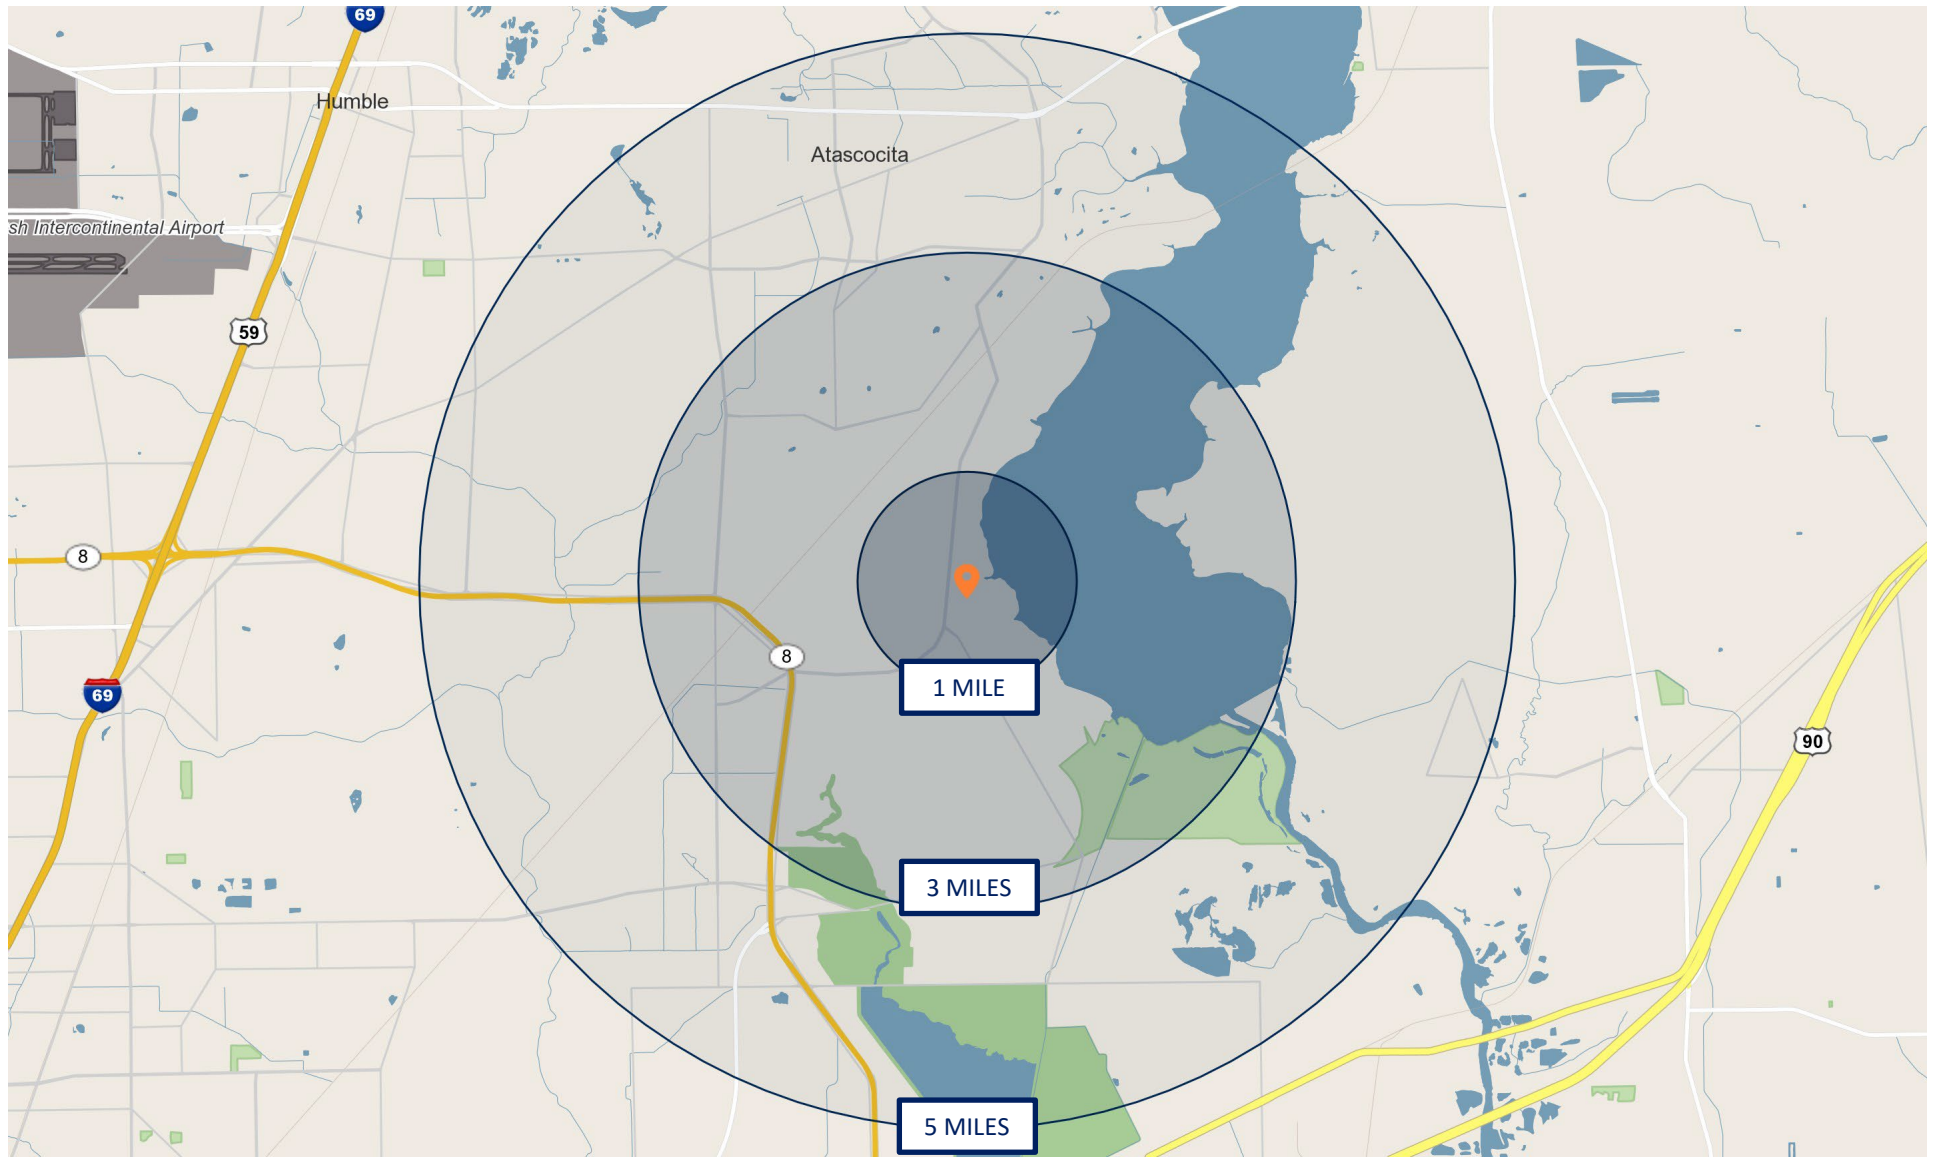 69
Humble
Atascocita
sh Intercontinental Airport
59
8
8
69
1 MILE
90
3 MILES
5 MILES